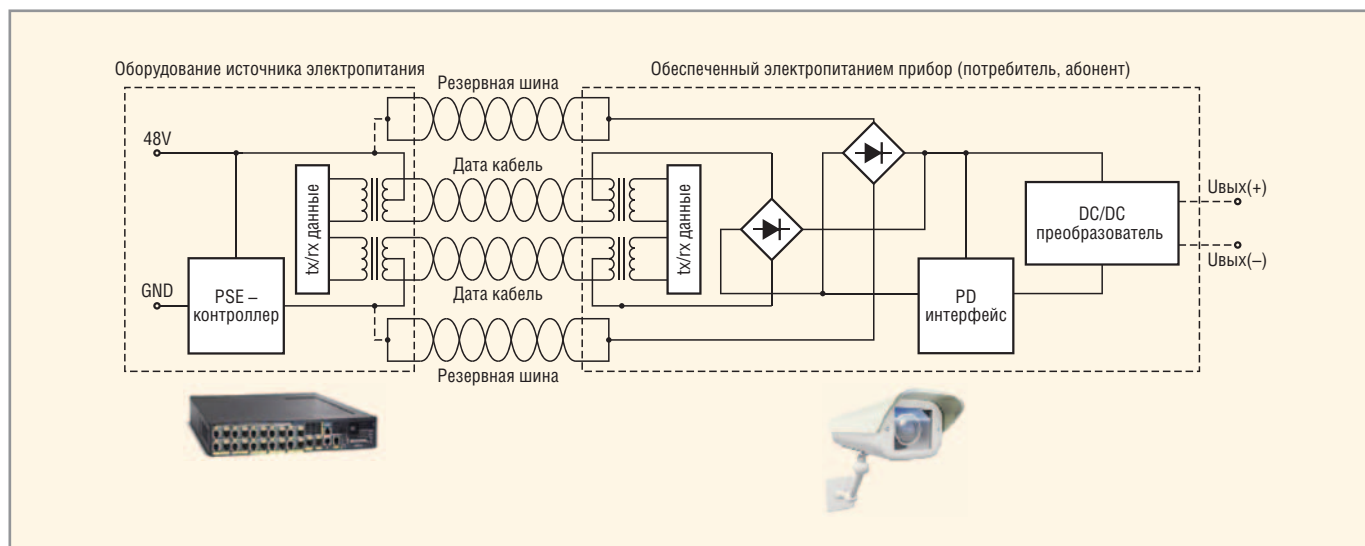 Оборудование источника электропитания
Обеспеченный электропитанием прибор (потребитель, абонент)
Резервная шина
48V
Дата кабель
tx/rx данные
tx/rx данные
DC/DC
преобразователь
Uвых(+)
Uвых(–)
GND
PSE –
контроллер
Дата кабель
PD
интерфейс
Резервная шина